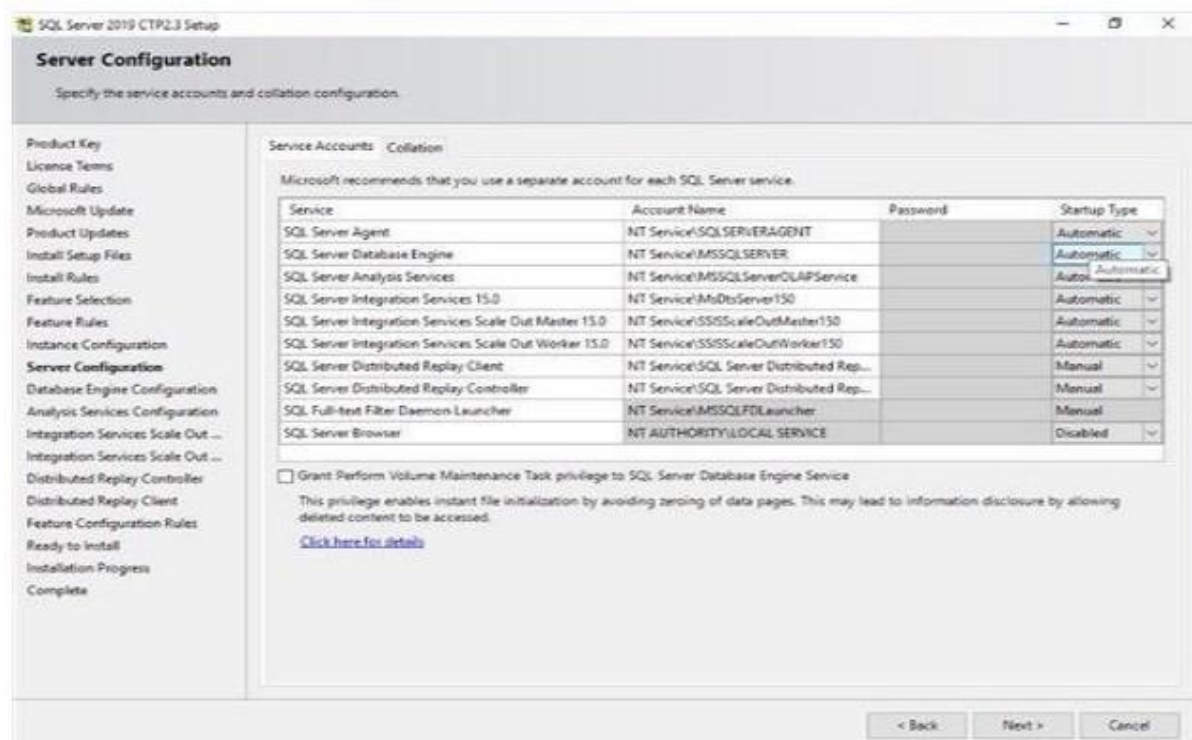 SQL Server 2019 CTP2.3 Setup
Server Configuration
Specify the service accounts and collation configuration.
Product Key
License Terms
Global Rules
Microsoft Update
Product Updates
Install Setup Files
Install Rules
Feature Selection
Feature Rules
Instance Configuration
Server Configuration
Database Engine Configuration
Analysis Services Configuration
Integration Services Scale Out ...
Integration Services Scale Out ...
Distributed Replay Controller
Distributed Replay Client
Feature Configuration Rules
Ready to Install
Installation Progress
Complete
Service Accounts Collation
Microsoft recommends that you use a separate account for each SQL Server service.
Service Account Name Password Startup Type
SQL Server Agent NT Service\SQLSERVERAGENT Automatic
SQL Server Database Engine NT Service\MSSQLSERVER Automatic
SQL Server Analysis Services NT Service\MSSQLServerOLAPService Auto
Automatic
SQL Server Integration Services 15.0 NT Service\MsDtsServer150 Automatic
SQL Server Integration Services Scale Out Master 15.0 NT Service\SSISScaleOutMaster150 Automatic
SQL Server Integration Services Scale Out Worker 15.0 NT Service\SSISScaleOutWorker150 Automatic
SQL Server Distributed Replay Client NT Service\SQL Server Distributed Rep... Manual
SQL Server Distributed Replay Controller NT Service\SQL Server Distributed Rep... Manual
SQL Full-text Filter Daemon Launcher NT Service\MSSQLFDLauncher Manual
SQL Server Browser NT AUTHORITY\LOCAL SERVICE Disabled
Grant Perform Volume Maintenance Task privilege to SQL Server Database Engine Service
This privilege enables instant file initialization by avoiding zeroing of data pages. This may lead to information disclosure by allowing
deleted content to be accessed.
Click here for details
< Back Next > Cancel